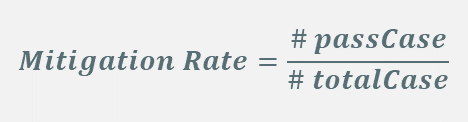 Mitigation Rate = # passCase / # totalCase